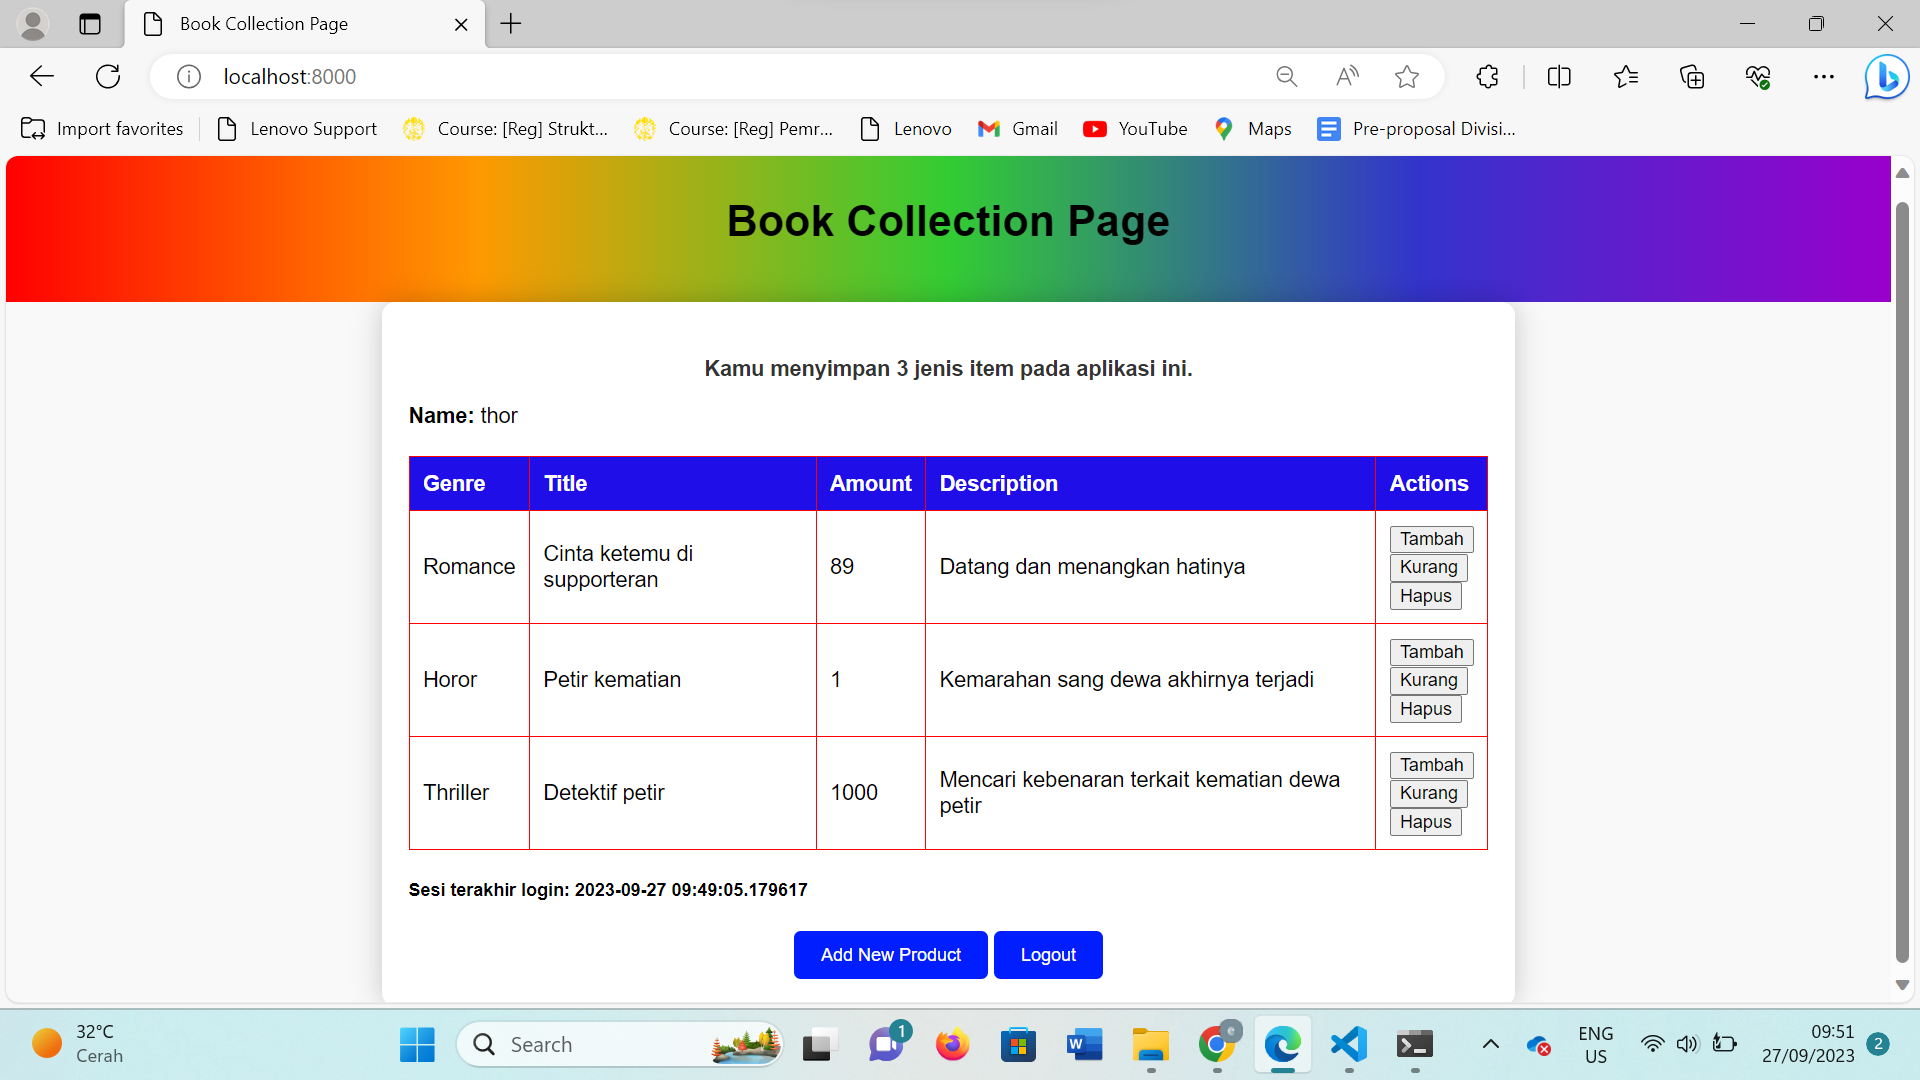 Book Collection Page
localhost:8000
Import favorites
Lenovo Support
Course: [Reg] Strukt...
Course: [Reg] Pemr...
Lenovo
Gmail
YouTube
Maps
Pre-proposal Divisi...
Book Collection Page
Kamu menyimpan 3 jenis item pada aplikasi ini.
Name: thor
Genre Title Amount Description Actions
Romance
Cinta ketemu di
supporteran
89
Datang dan menangkan hatinya
Tambah
Kurang
Hapus
Horor
Petir kematian
1
Kemarahan sang dewa akhirnya terjadi
Tambah
Kurang
Hapus
Thriller
Detektif petir
1000
Mencari kebenaran terkait kematian dewa
petir
Tambah
Kurang
Hapus
Sesi terakhir login: 2023-09-27 09:49:05.179617
Add New Product
Logout
32°C
Cerah
Search
1
ENG
US
09:51
27/09/2023
2